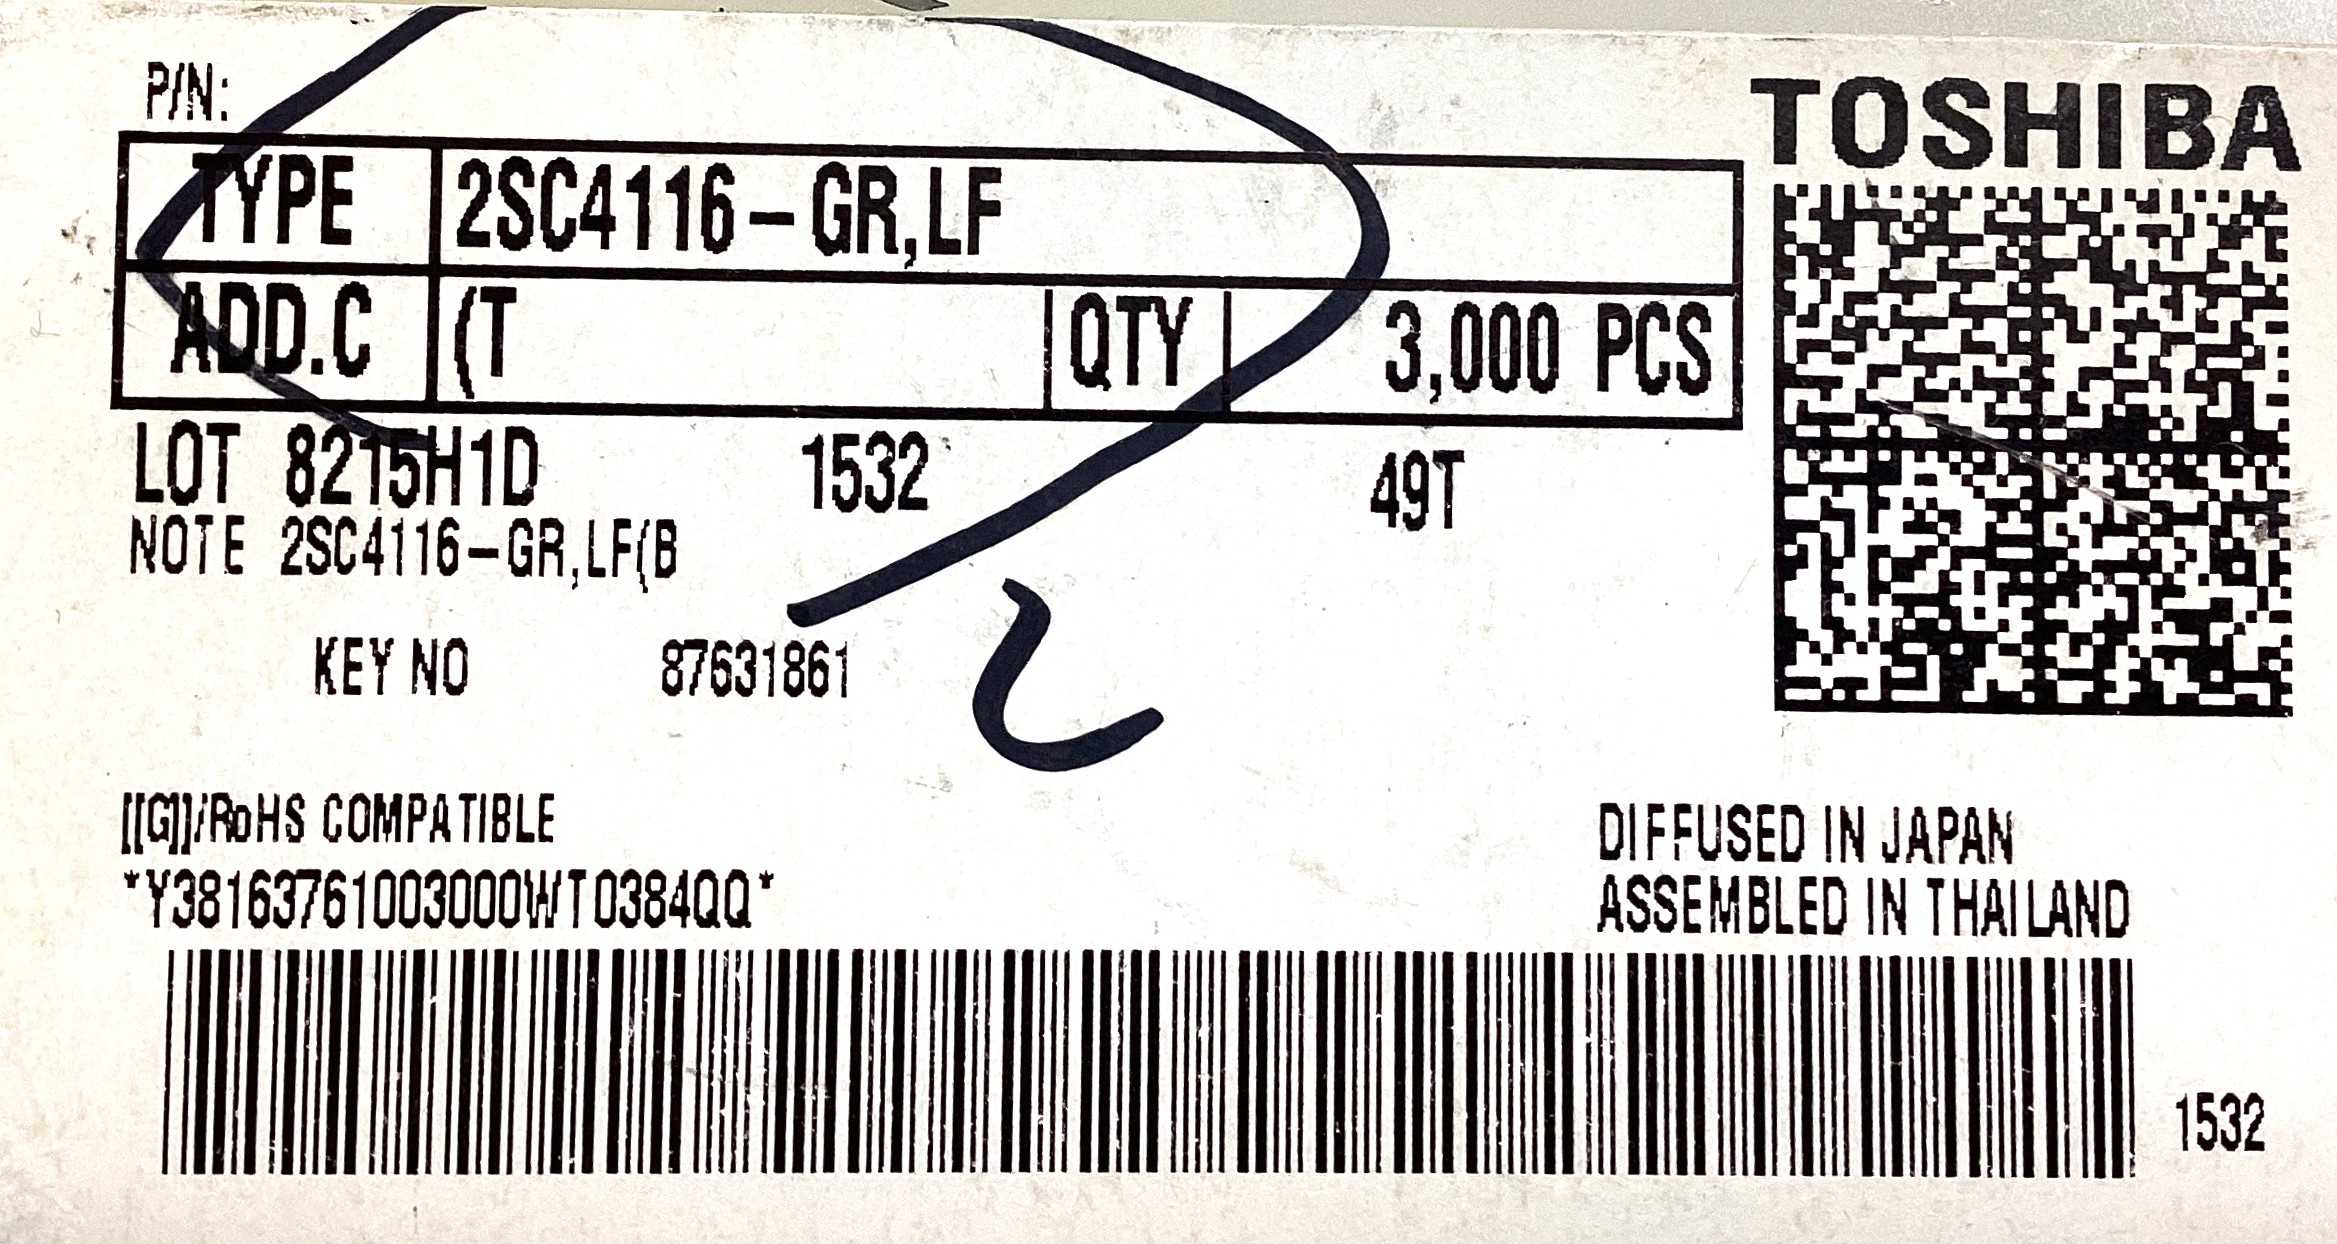 P/N:
TOSHIBA
TYPE 2SC4116-GR,LF
ADD.C (T QTY 3,000 PCS
LOT 8215H1D 1532 49T
NOTE 2SC4116-GR,LF(B
KEY NO 87631861
[[G]]/RoHS COMPATIBLE
DIFFUSED IN JAPAN
*Y38163761003000WT0384QQ*
ASSEMBLED IN THAILAND
1532